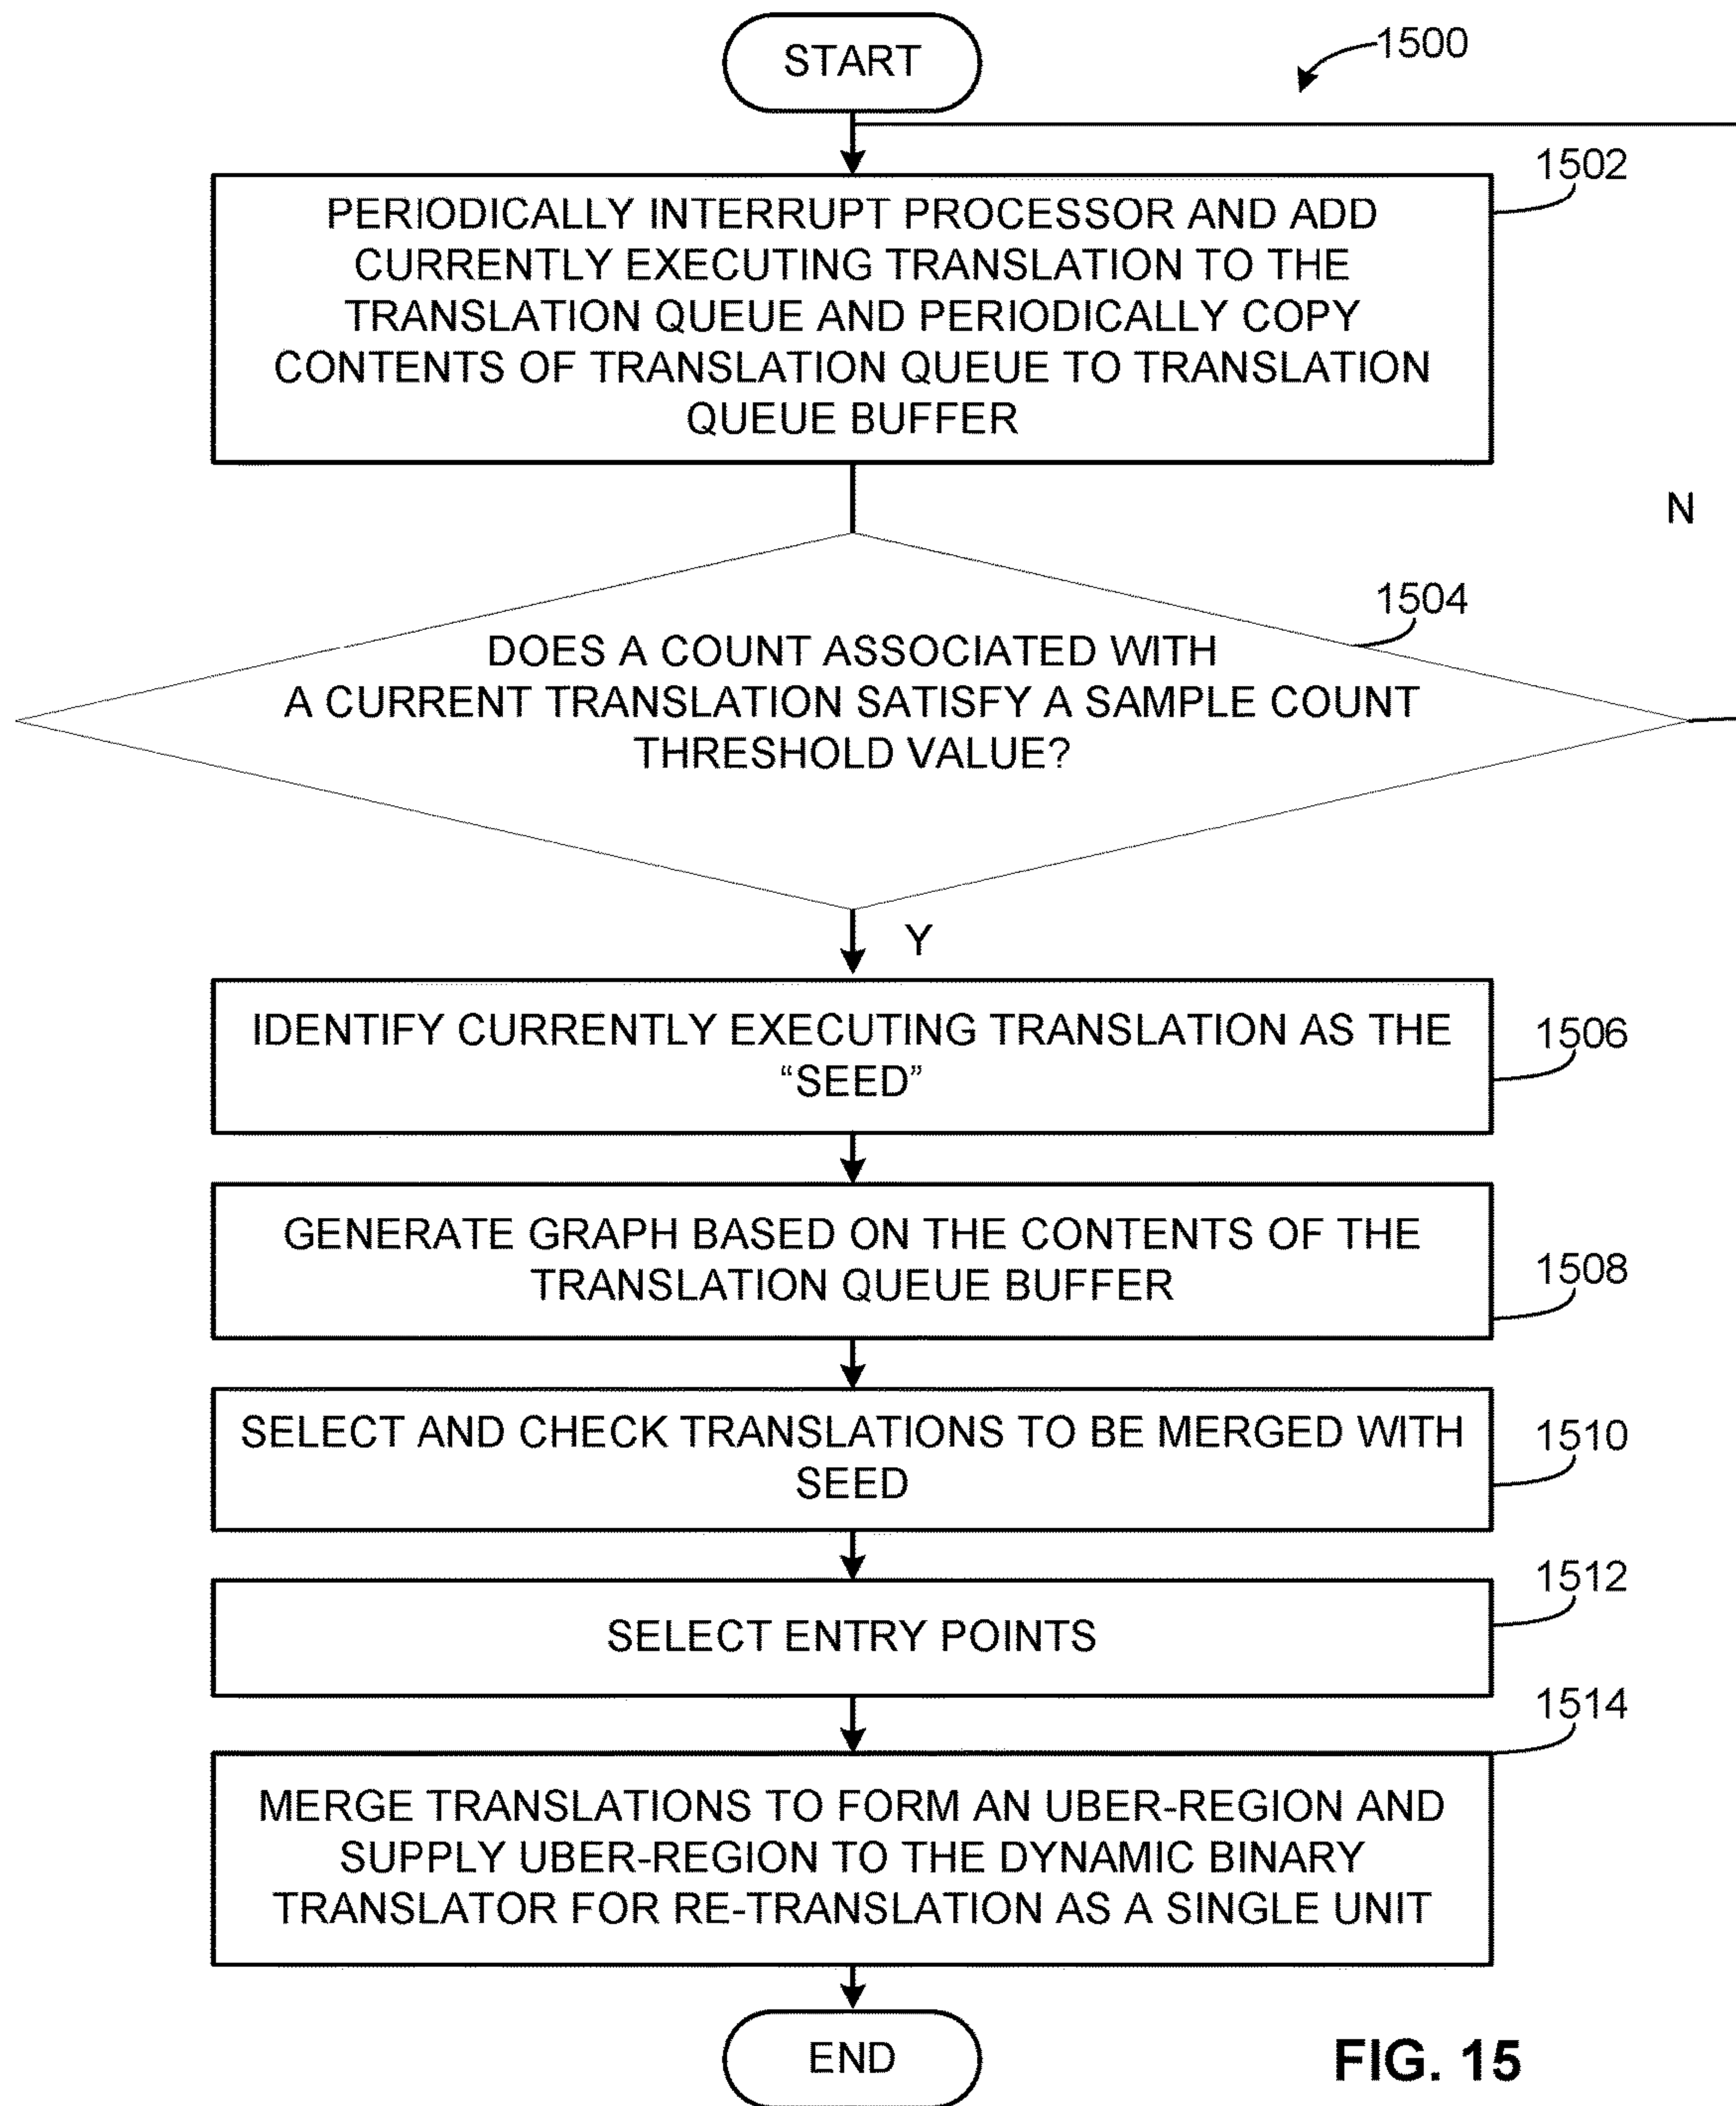 START
1500
1502
PERIODICALLY INTERRUPT PROCESSOR AND ADD
CURRENTLY EXECUTING TRANSLATION TO THE
TRANSLATION QUEUE AND PERIODICALLY COPY
CONTENTS OF TRANSLATION QUEUE TO TRANSLATION
QUEUE BUFFER
N
1504
DOES A COUNT ASSOCIATED WITH
A CURRENT TRANSLATION SATISFY A SAMPLE COUNT
THRESHOLD VALUE?
Y
IDENTIFY CURRENTLY EXECUTING TRANSLATION AS THE
“SEED”
1506
GENERATE GRAPH BASED ON THE CONTENTS OF THE
TRANSLATION QUEUE BUFFER
1508
SELECT AND CHECK TRANSLATIONS TO BE MERGED WITH
SEED
1510
1512
SELECT ENTRY POINTS
1514
MERGE TRANSLATIONS TO FORM AN UBER-REGION AND
SUPPLY UBER-REGION TO THE DYNAMIC BINARY
TRANSLATOR FOR RE-TRANSLATION AS A SINGLE UNIT
END
FIG. 15